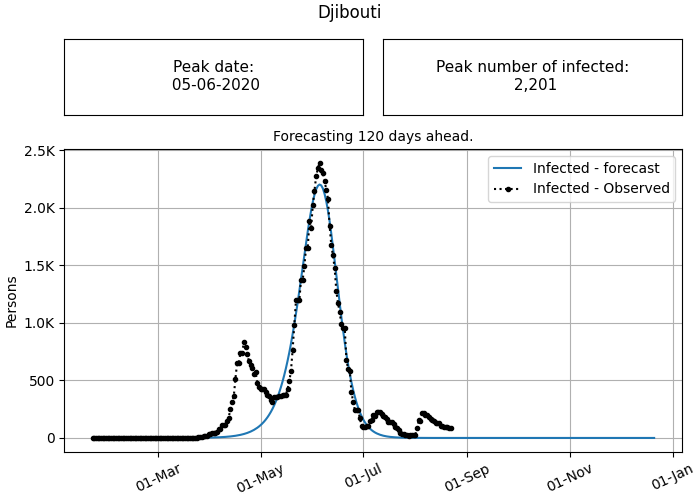 Djibouti
Peak date:
05-06-2020
Peak number of infected:
2,201
Forecasting 120 days ahead.
2.5K
2.0K
1.5K
1.0K
500
0
Persons
Infected - forecast
Infected - Observed
01-Mar
01-May
01-Jul
01-Sep
01-Nov
01-Jan